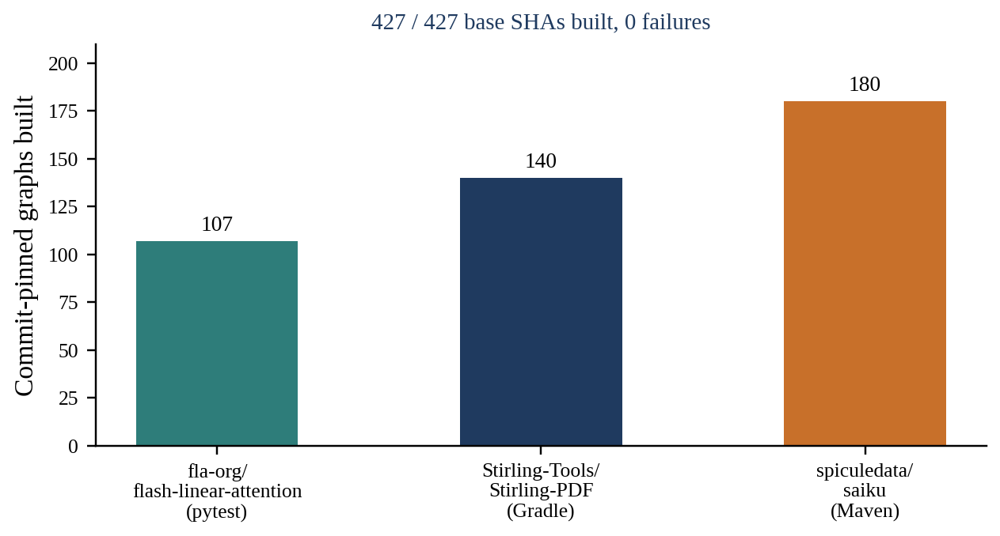 427 / 427 base SHAs built, 0 failures
Commit-pinned graphs built
200
175
150
125
100
75
50
25
0
107
140
180
fla-org/
flash-linear-attention
(pytest)
Stirling-Tools/
Stirling-PDF
(Gradle)
spiculedata/
saiku
(Maven)